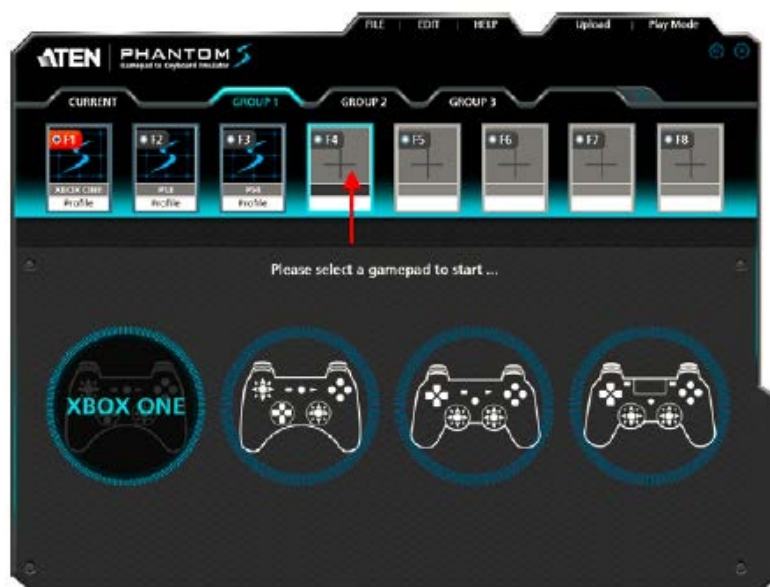 FILE | EDIT | HELP
Upload | Play Mode
ATEN PHANTOM S
Gamepad to Keyboard Emulator
CURRENT GROUP 1 GROUP 2 GROUP 3
F1 F2 F3 F4 F5 F6 F7 F8
XBOX ONE PS3 PS4
Profile Profile Profile
Please select a gamepad to start ...
XBOX ONE